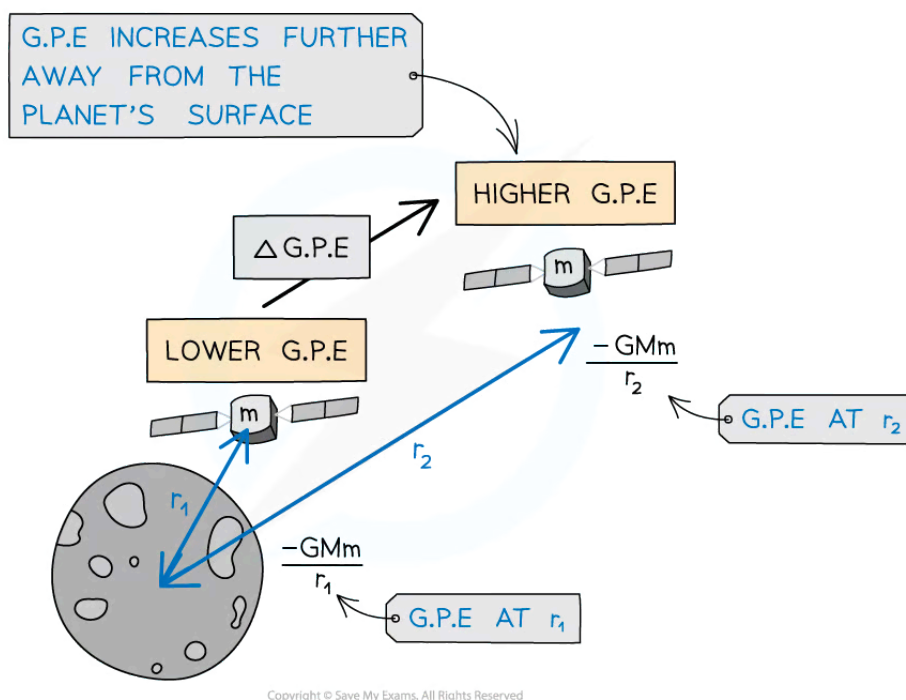 G.P.E INCREASES FURTHER
AWAY FROM THE
PLANET'S SURFACE
HIGHER G.P.E
△ G.P.E
m
LOWER G.P.E
−GMm
r₂
m
G.P.E AT r₂
r₂
r₁
−GMm
r₁
G.P.E AT r₁
Copyright © Save My Exams. All Rights Reserved